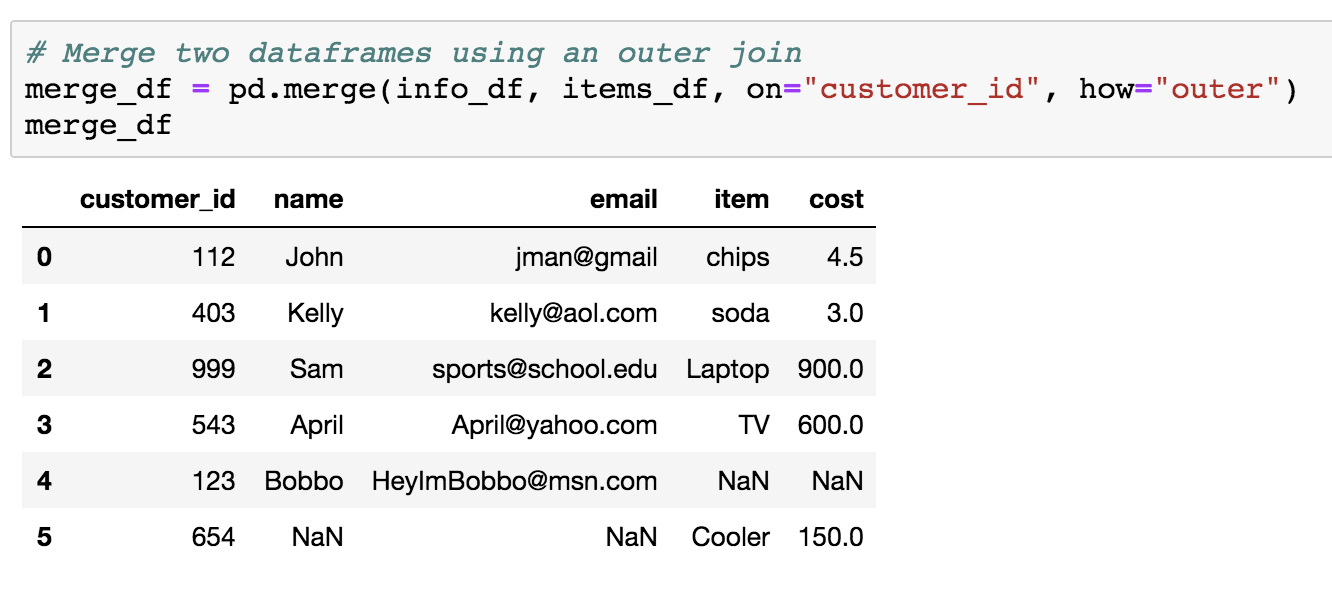 # Merge two dataframes using an outer join
merge_df = pd.merge(info_df, items_df, on="customer_id", how="outer")
merge_df
customer_id name email item cost
0 112 John jman@gmail chips 4.5
1 403 Kelly kelly@aol.com soda 3.0
2 999 Sam sports@school.edu Laptop 900.0
3 543 April April@yahoo.com TV 600.0
4 123 Bobbo HeyImBobbo@msn.com NaN NaN
5 654 NaN NaN Cooler 150.0